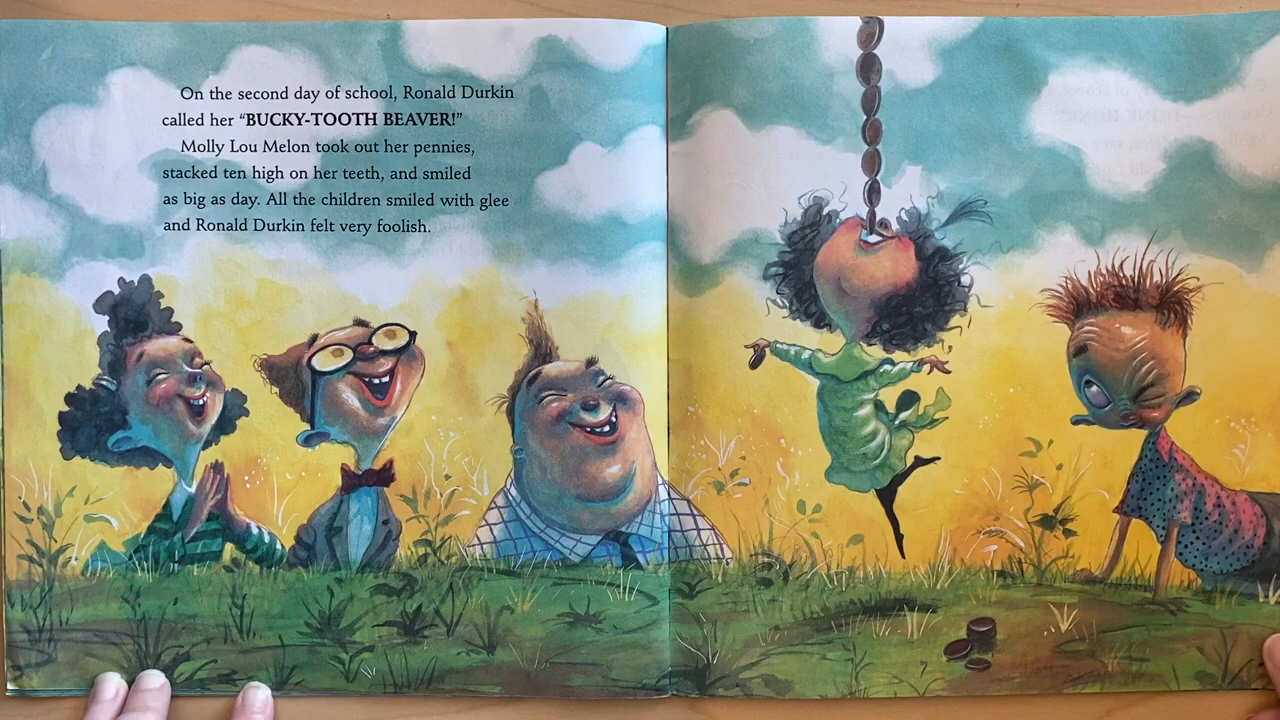 On the second day of school, Ronald Durkin
called her “BUCKY-TOOTH BEAVER!”
Molly Lou Melon took out her pennies,
stacked ten high on her teeth, and smiled
as big as day. All the children smiled with glee
and Ronald Durkin felt very foolish.